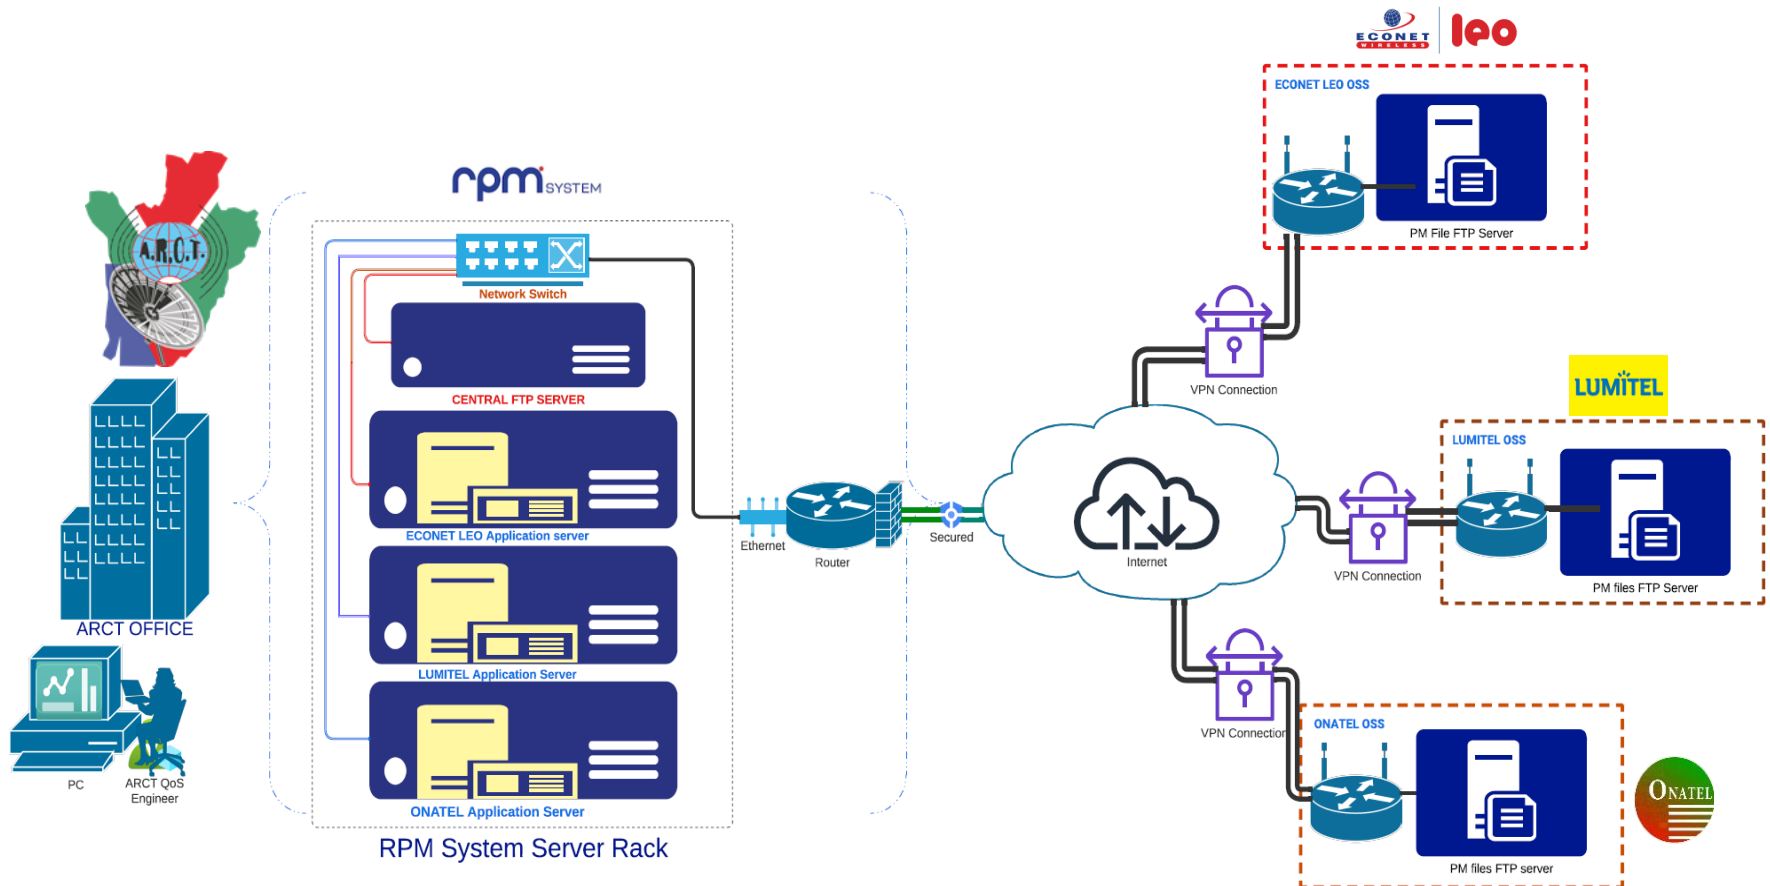 ECONET
WIRELESS
leo
ECONET LEO OSS
PM File FTP Server
rpm SYSTEM
A.R.C.T.
Network Switch
CENTRAL FTP SERVER
ECONET LEO Application server
LUMITEL Application Server
ONATEL Application Server
RPM System Server Rack
ARCT OFFICE
PC
ARCT QoS
Engineer
Ethernet
Router
Secured
Internet
VPN Connection
LUMITEL
LUMITEL OSS
VPN Connection
PM files FTP Server
VPN Connection
ONATEL OSS
ONATEL
PM files FTP server